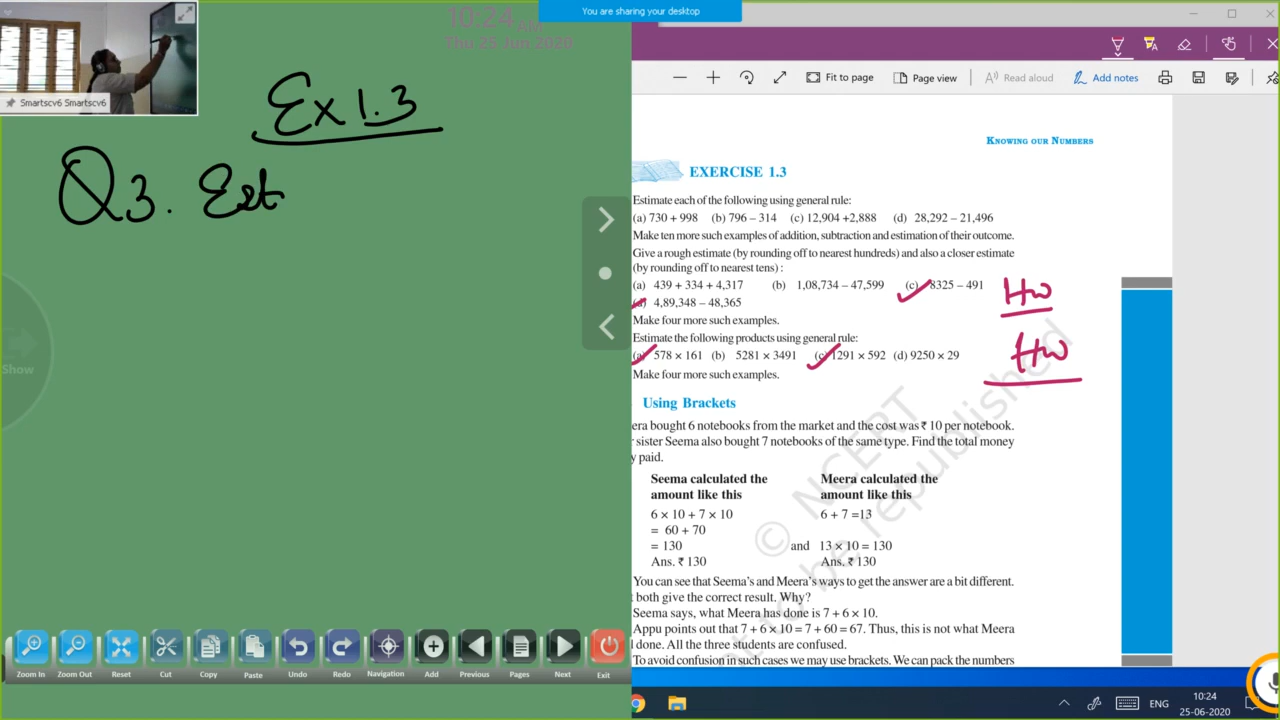 You are sharing your desktop
10:24 AM
Thu 25 Jun 2020
Smartscv6 Smartscv6
Ex 1.3
Q3. Est
Show
Zoom In
Zoom Out
Reset
Cut
Copy
Paste
Undo
Redo
Navigation
Add
Previous
Pages
Next
Exit
Fit to page
Page view
Read aloud
Add notes
KNOWING OUR NUMBERS
EXERCISE 1.3
Estimate each of the following using general rule:
(a) 730 + 998 (b) 796 – 314 (c) 12,904 +2,888 (d) 28,292 – 21,496
Make ten more such examples of addition, subtraction and estimation of their outcome.
Give a rough estimate (by rounding off to nearest hundreds) and also a closer estimate
(by rounding off to nearest tens) :
(a) 439 + 334 + 4,317 (b) 1,08,734 – 47,599 (c) 8325 – 491 Hw
4,89,348 – 48,365
Make four more such examples.
Estimate the following products using general rule:
(a) 578 × 161 (b) 5281 × 3491 (c) 1291 × 592 (d) 9250 × 29 Hw
Make four more such examples.
Using Brackets
era bought 6 notebooks from the market and the cost was ₹ 10 per notebook.
r sister Seema also bought 7 notebooks of the same type. Find the total money
y paid.
Seema calculated the
amount like this
6 × 10 + 7 × 10
= 60 + 70
= 130
Ans. ₹ 130
Meera calculated the
amount like this
6 + 7 =13
and 13 × 10 = 130
Ans. ₹ 130
You can see that Seema's and Meera's ways to get the answer are a bit different.
t both give the correct result. Why?
Seema says, what Meera has done is 7 + 6 × 10.
Appu points out that 7 + 6 × 10 = 7 + 60 = 67. Thus, this is not what Meera
l done. All the three students are confused.
To avoid confusion in such cases we may use brackets. We can pack the numbers
© NCERT
not to be republished
ENG
10:24
25-06-2020